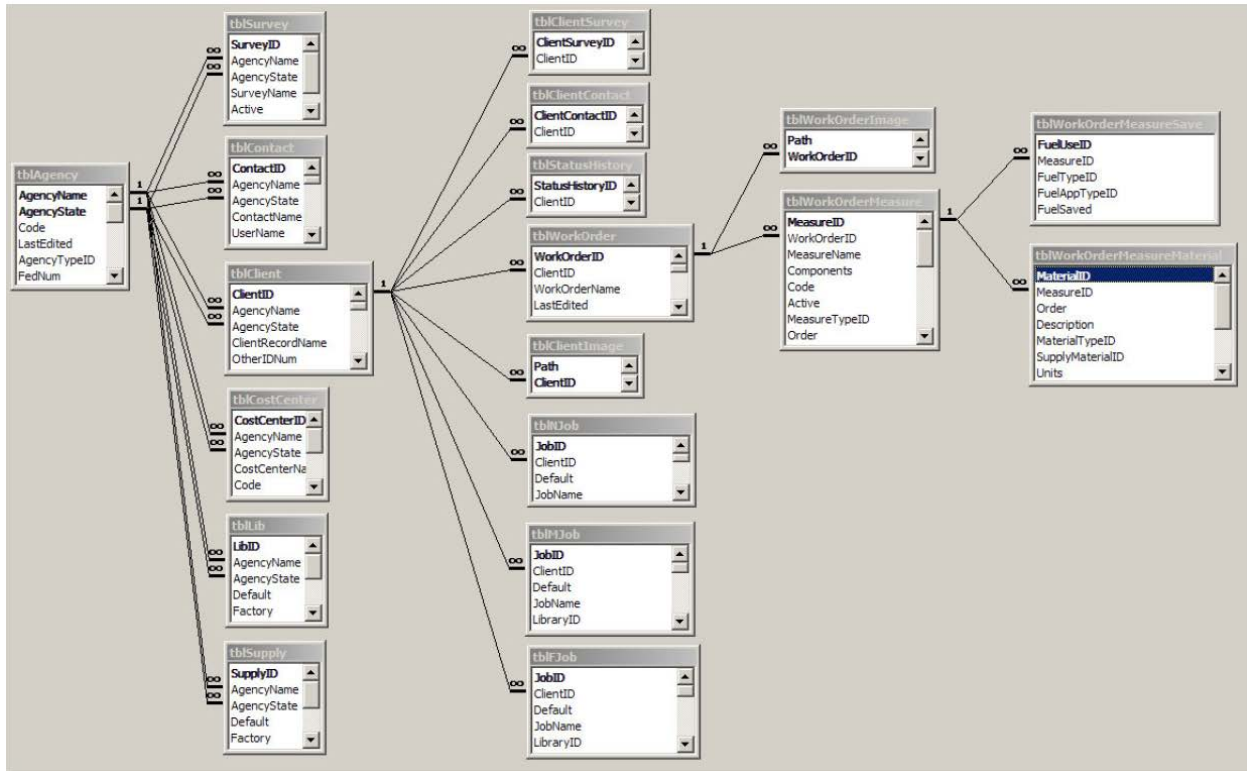 tblAgency
AgencyName
AgencyState
Code
LastEdited
AgencyTypeID
FedNum
1
1
tblSurvey
SurveyID
AgencyName
AgencyState
SurveyName
Active
∞
∞
tblContact
ContactID
AgencyName
AgencyState
ContactName
UserName
∞
∞
tblClient
ClientID
AgencyName
AgencyState
ClientRecordName
OtherIDNum
∞
∞
1
tblCostCenter
CostCenterID
AgencyName
AgencyState
CostCenterNa
Code
∞
∞
tblLib
LibID
AgencyName
AgencyState
Default
Factory
∞
∞
tblSupply
SupplyID
AgencyName
AgencyState
Default
Factory
∞
∞
tblClientSurvey
ClientSurveyID
ClientID
∞
tblClientContact
ClientContactID
ClientID
∞
tblStatusHistory
StatusHistoryID
ClientID
∞
tblWorkOrder
WorkOrderID
ClientID
WorkOrderName
LastEdited
∞
1
tblClientImage
Path
ClientID
∞
tblNJob
JobID
ClientID
Default
JobName
∞
tblMJob
JobID
ClientID
Default
JobName
LibraryID
∞
tblFJob
JobID
ClientID
Default
JobName
LibraryID
∞
tblWorkOrderImage
Path
WorkOrderID
∞
tblWorkOrderMeasure
MeasureID
WorkOrderID
MeasureName
Components
Code
Active
MeasureTypeID
Order
∞
1
tblWorkOrderMeasureSave
FuelUseID
MeasureID
FuelTypeID
FuelAppTypeID
FuelSaved
∞
tblWorkOrderMeasureMaterial
MaterialID
MeasureID
Order
Description
MaterialTypeID
SupplyMaterialID
Units
∞